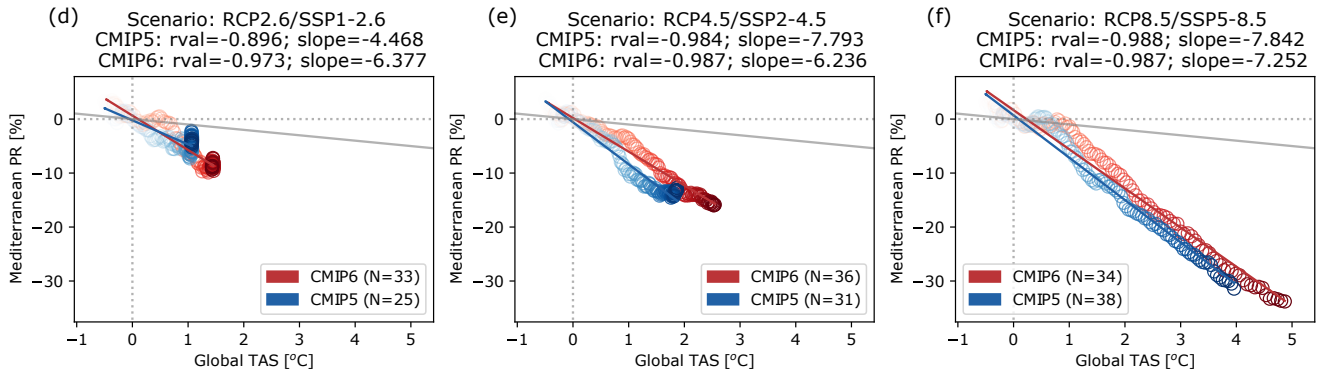 (d) Scenario: RCP2.6/SSP1-2.6
CMIP5: rval=-0.896; slope=-4.468
CMIP6: rval=-0.973; slope=-6.377
Mediterranean PR [%]
0
−10
−20
−30
CMIP6 (N=33)
CMIP5 (N=25)
−1 0 1 2 3 4 5
Global TAS [°C]
(e) Scenario: RCP4.5/SSP2-4.5
CMIP5: rval=-0.984; slope=-7.793
CMIP6: rval=-0.987; slope=-6.236
Mediterranean PR [%]
0
−10
−20
−30
CMIP6 (N=36)
CMIP5 (N=31)
−1 0 1 2 3 4 5
Global TAS [°C]
(f) Scenario: RCP8.5/SSP5-8.5
CMIP5: rval=-0.988; slope=-7.842
CMIP6: rval=-0.987; slope=-7.252
Mediterranean PR [%]
0
−10
−20
−30
CMIP6 (N=34)
CMIP5 (N=38)
−1 0 1 2 3 4 5
Global TAS [°C]